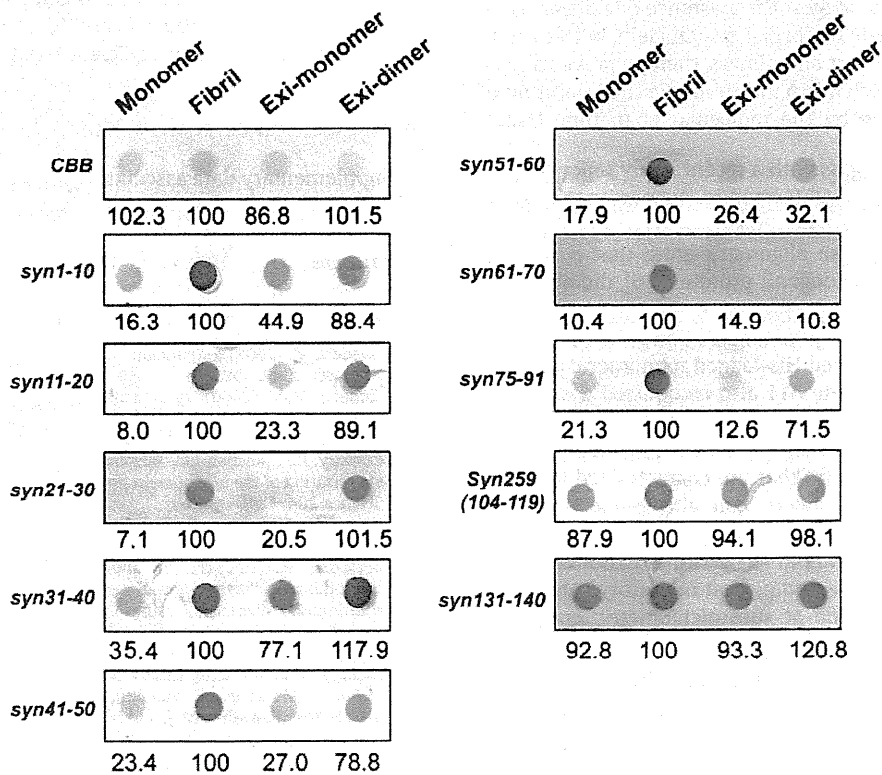 Monomer Fibril Exi-monomer Exi-dimer
CBB
102.3 100 86.8 101.5
syn1-10
16.3 100 44.9 88.4
syn11-20
8.0 100 23.3 89.1
syn21-30
7.1 100 20.5 101.5
syn31-40
35.4 100 77.1 117.9
syn41-50
23.4 100 27.0 78.8
Monomer Fibril Exi-monomer Exi-dimer
syn51-60
17.9 100 26.4 32.1
syn61-70
10.4 100 14.9 10.8
syn75-91
21.3 100 12.6 71.5
Syn259
(104-119)
87.9 100 94.1 98.1
syn131-140
92.8 100 93.3 120.8